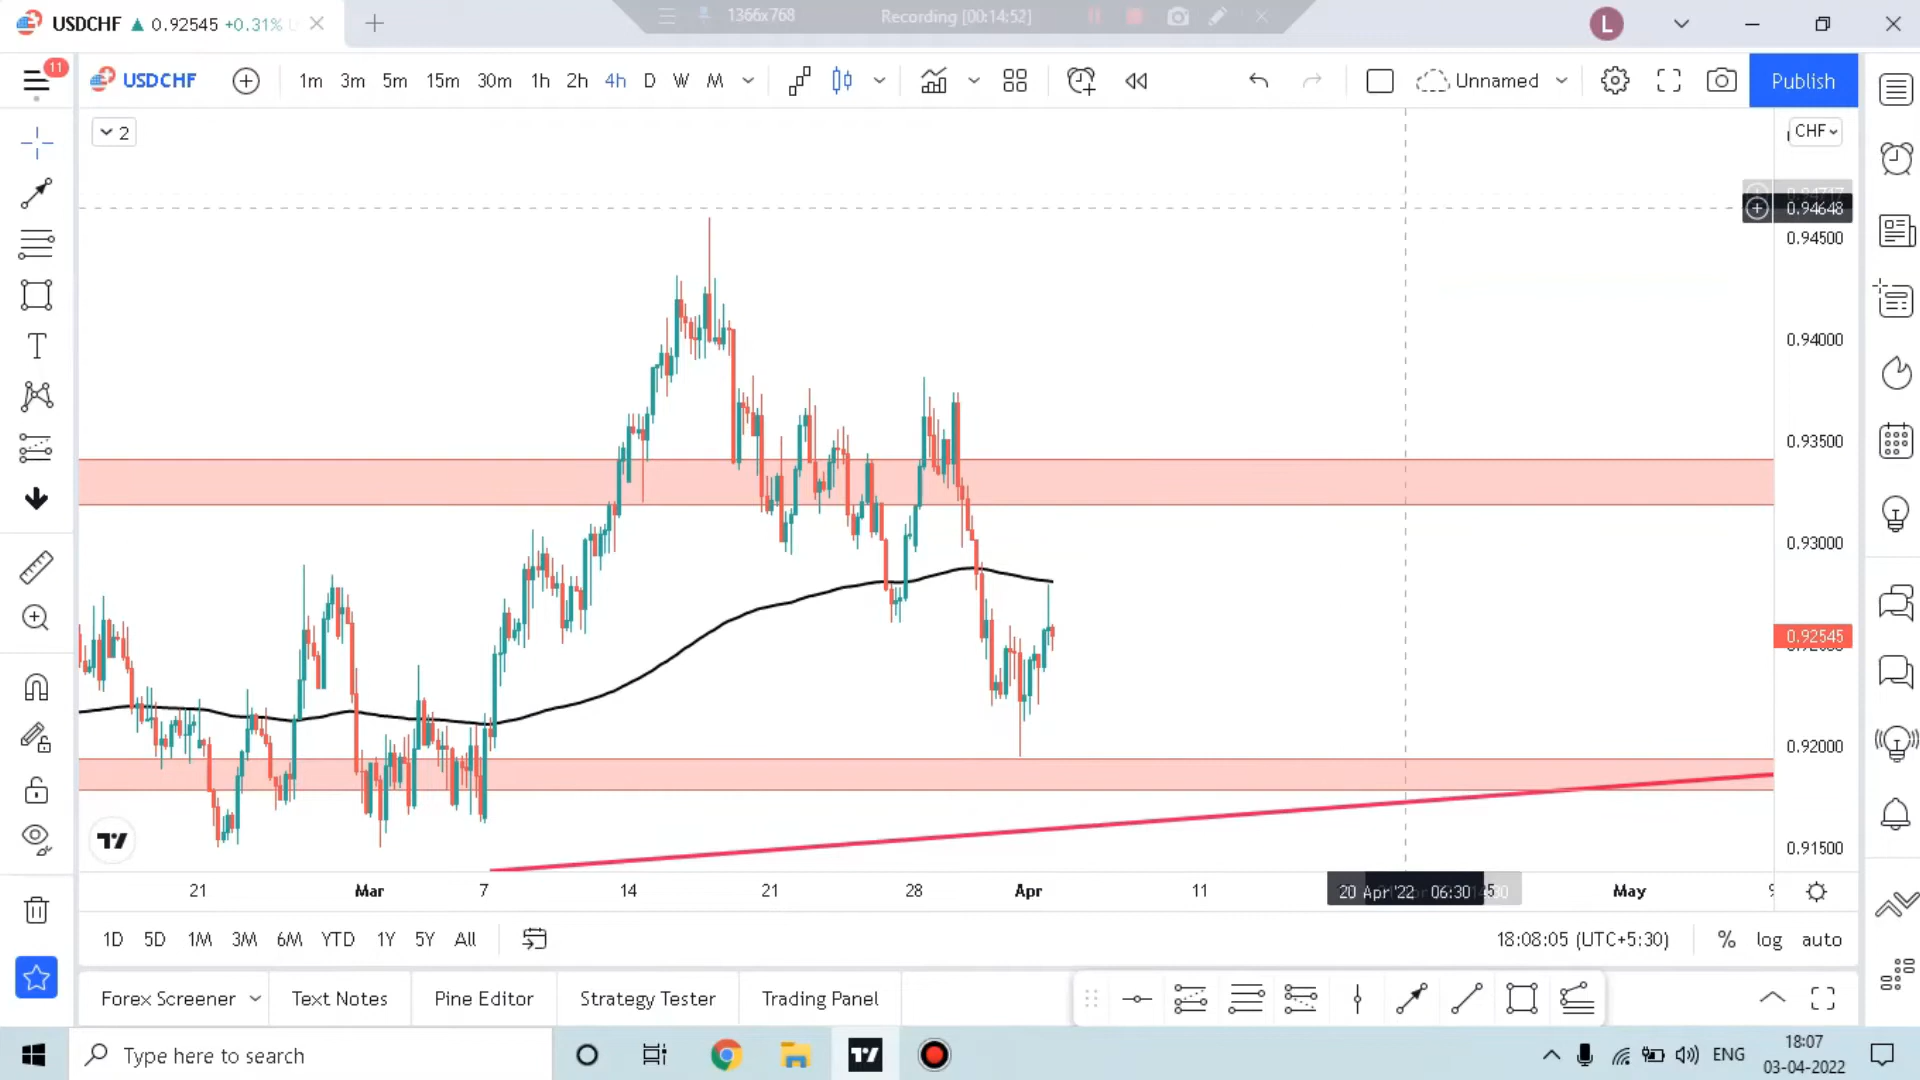 USDCHF ▲ 0.92545 +0.31%
1366x768
Recording [00:14:52]
L
11
USDCHF
1m 3m 5m 15m 30m 1h 2h 4h D W M
Unnamed
Publish
2
CHF
0.94648
0.94500
0.94000
0.93500
0.93000
0.92545
0.92000
0.91500
21 Mar 7 14 21 28 Apr 11 20 Apr '22 06:30 May
1D 5D 1M 3M 6M YTD 1Y 5Y All
18:08:05 (UTC+5:30)
% log auto
Forex Screener
Text Notes
Pine Editor
Strategy Tester
Trading Panel
Type here to search
ENG
18:07
03-04-2022